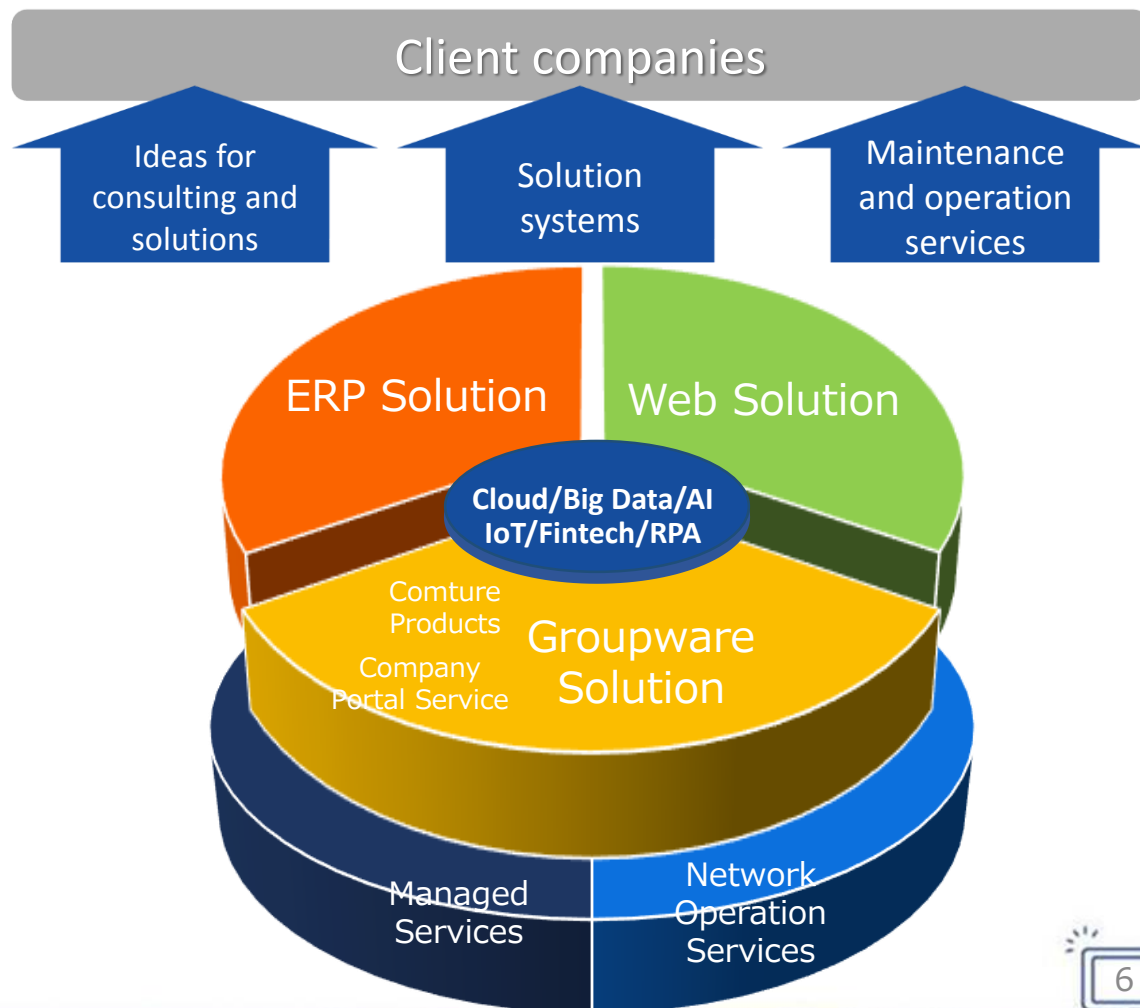 Client companies
Ideas for
consulting and
solutions
Solution
systems
Maintenance
and operation
services
ERP Solution
Web Solution
Cloud/Big Data/AI
IoT/Fintech/RPA
Comture
Products
Company
Portal Service
Groupware
Solution
Managed
Services
Network
Operation
Services
6